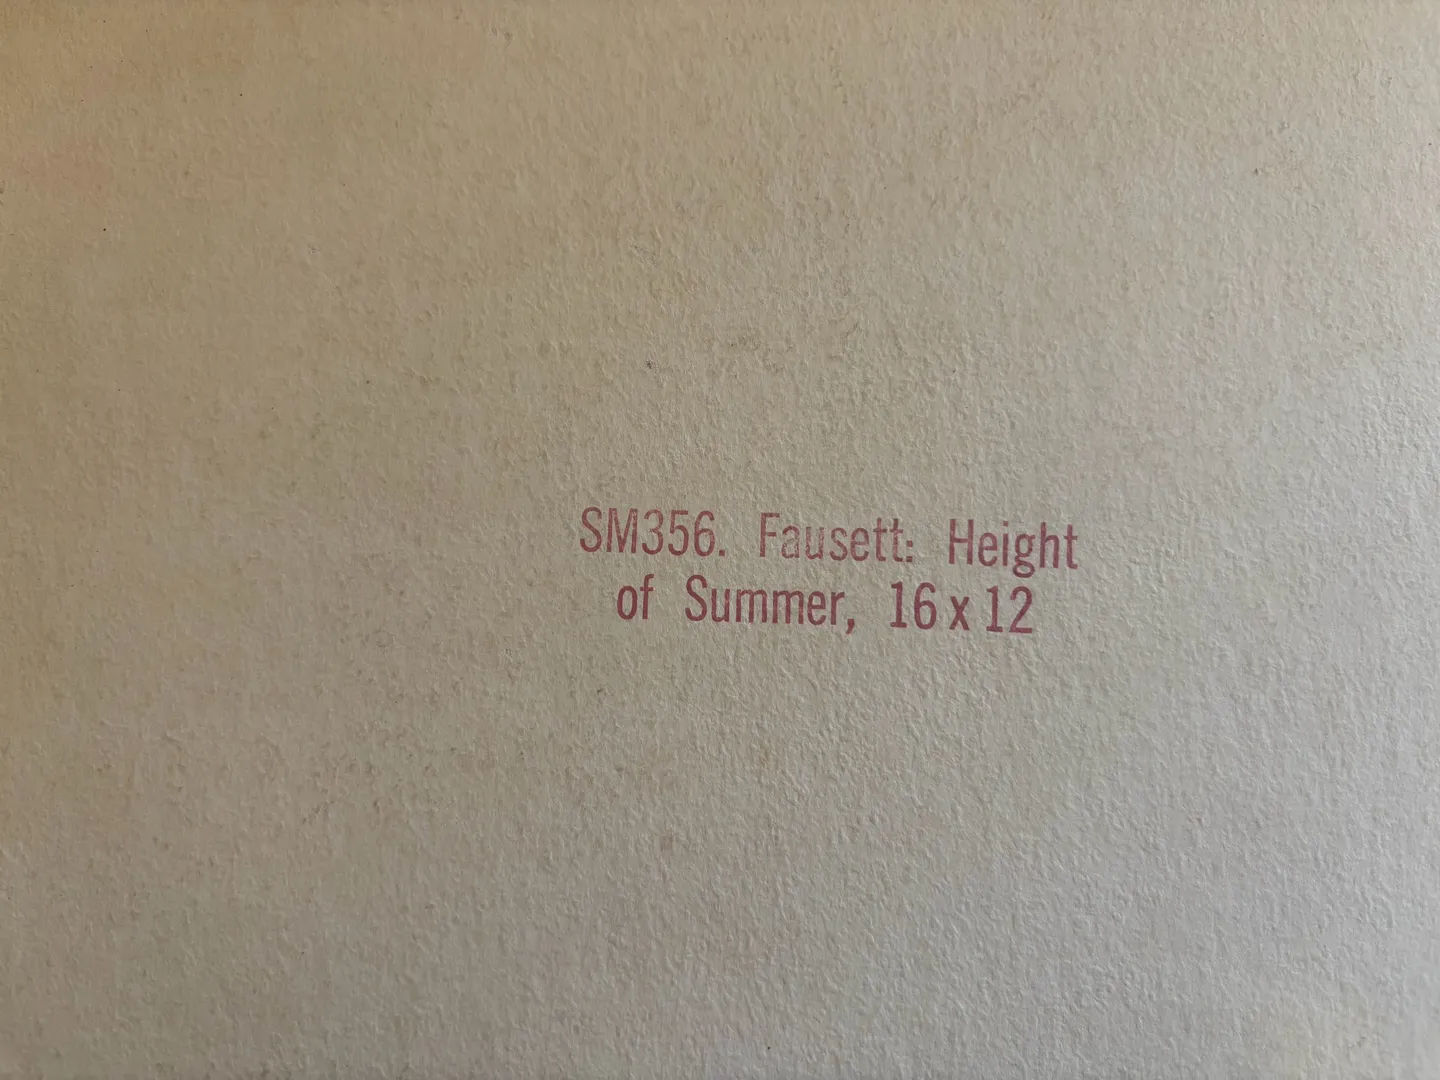 SM356. Fausett: Height
of Summer, 16 x 12